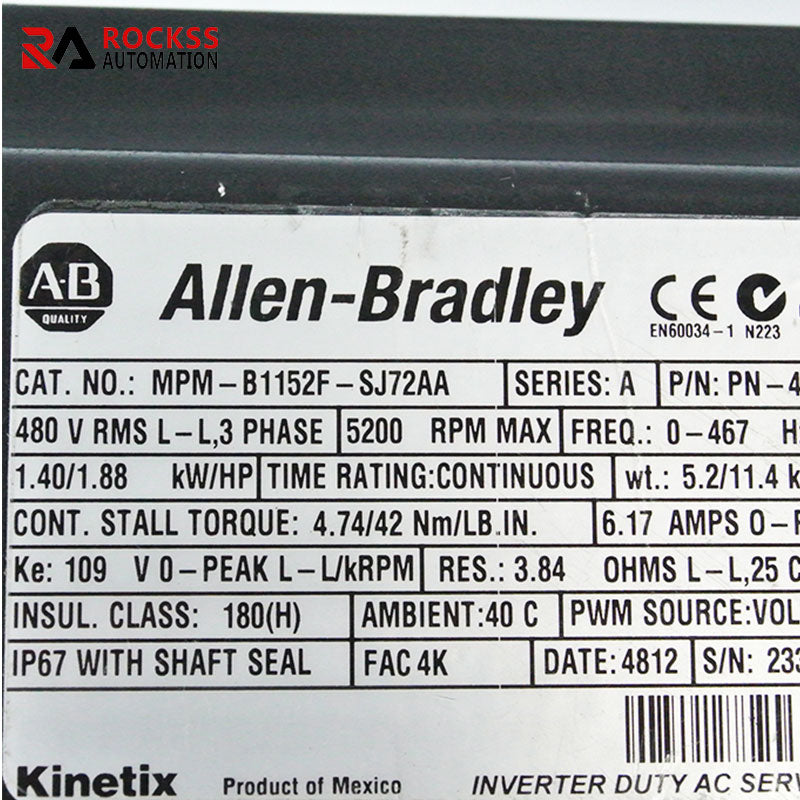 RA ROCKSS
AUTOMATION
A-B
QUALITY
Allen-Bradley
CE
EN60034-1 N223
CAT. NO.: MPM-B1152F-SJ72AA SERIES: A P/N: PN-4
480 V RMS L-L,3 PHASE 5200 RPM MAX FREQ.: 0-467 H
1.40/1.88 kW/HP TIME RATING:CONTINUOUS wt.: 5.2/11.4 k
CONT. STALL TORQUE: 4.74/42 Nm/LB.IN. 6.17 AMPS 0-P
Ke: 109 V 0-PEAK L-L/kRPM RES.: 3.84 OHMS L-L,25 C
INSUL. CLASS: 180(H) AMBIENT:40 C PWM SOURCE:VOL
IP67 WITH SHAFT SEAL FAC 4K DATE:4812 S/N: 233
Kinetix Product of Mexico INVERTER DUTY AC SERV